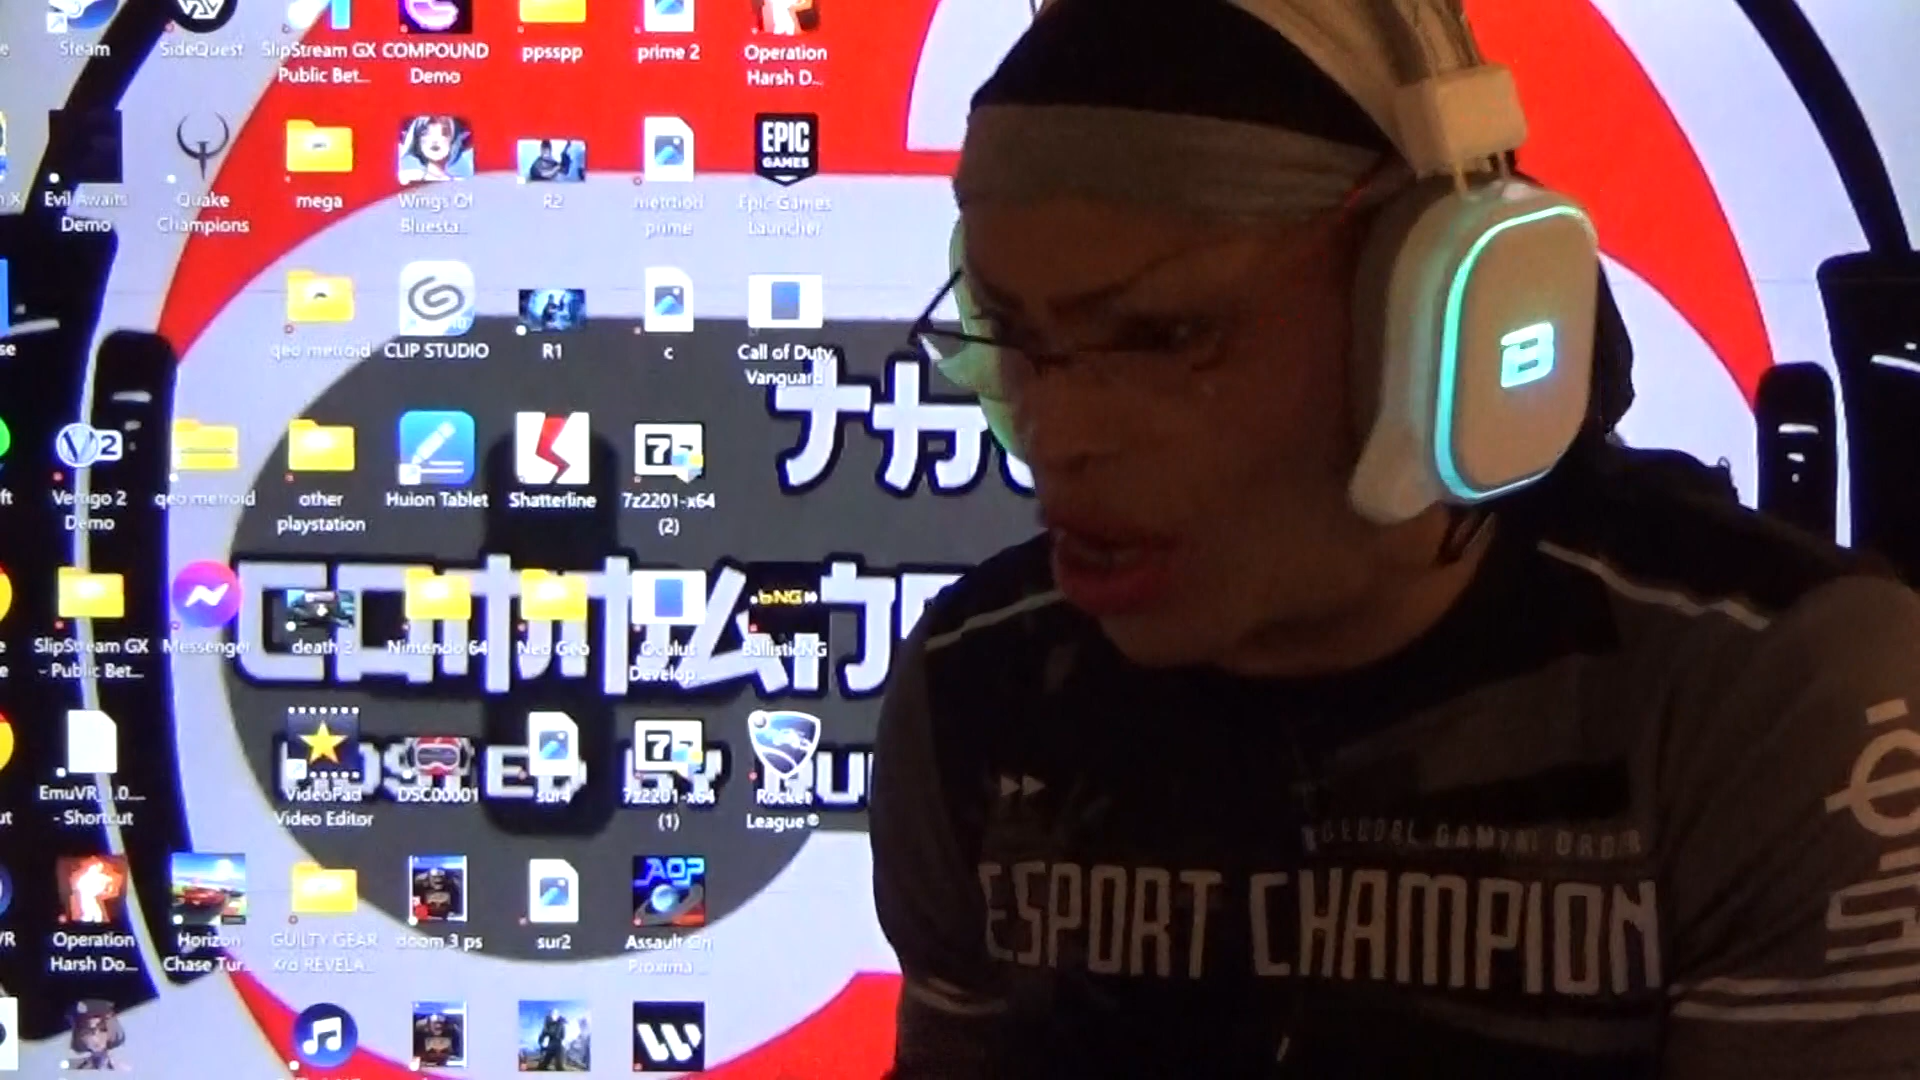 Steam
SideQuest
SlipStream GX
Public Bet...
COMPOUND
Demo
ppsspp
prime 2
Operation
Harsh D...
Evil Awaits
Demo
Quake
Champions
mega
Wings Of
Bluesta...
R2
metroid
prime
EPIC
GAMES
Epic Games
Launcher
geo metroid
CLIP STUDIO
R1
c
Call of Duty
Vanguard
Vertigo 2
Demo
geo metroid
other
playstation
Huion Tablet
Shatterline
7z2201-x64
(2)
SlipStream GX
- Public Bet...
Messenger
death 2
Nintendo 64
Neo Geo
Oculus
Develop...
BallisticNG
HOSTED BY
EmuVR_1.0....
- Shortcut
VideoPad
Video Editor
DSC00001
sur4
7z2201-x64
(1)
Rocket
League®
Operation
Harsh Do...
Horizon
Chase Tur...
GUILTY GEAR
Xrd REVELA...
doom 3 ps
sur2
AOP
Assault On
Proxima ...
B
ESPORT CHAMPION